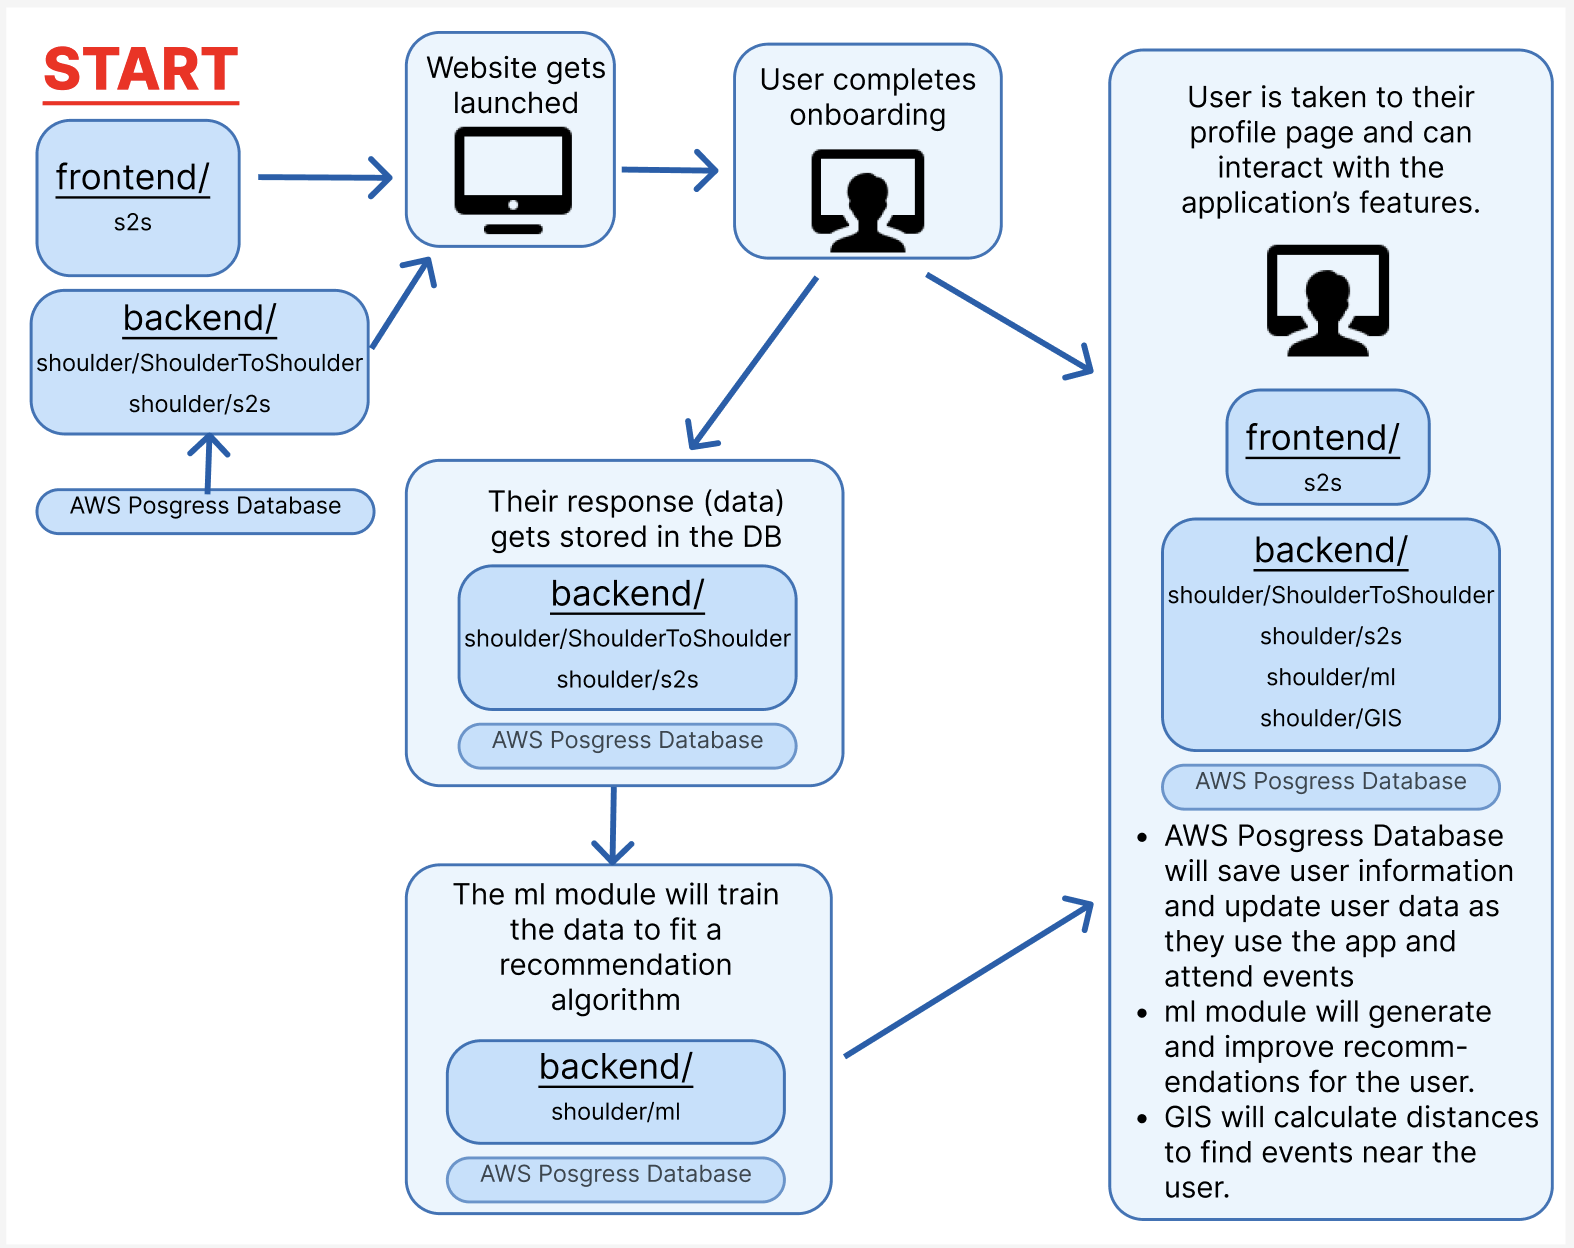 START
frontend/
s2s
backend/
shoulder/ShoulderToShoulder
shoulder/s2s
AWS Posgress Database
Website gets
launched
User completes
onboarding
Their response (data)
gets stored in the DB
backend/
shoulder/ShoulderToShoulder
shoulder/s2s
AWS Posgress Database
The ml module will train
the data to fit a
recommendation
algorithm
backend/
shoulder/ml
AWS Posgress Database
User is taken to their
profile page and can
interact with the
application’s features.
frontend/
s2s
backend/
shoulder/ShoulderToShoulder
shoulder/s2s
shoulder/ml
shoulder/GIS
AWS Posgress Database
• AWS Posgress Database
will save user information
and update user data as
they use the app and
attend events
• ml module will generate
and improve recomm-
endations for the user.
• GIS will calculate distances
to find events near the
user.